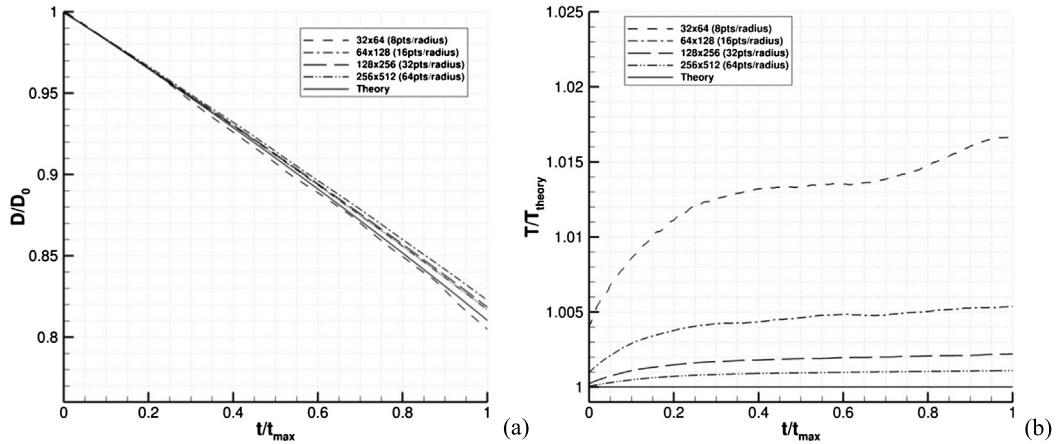 1
0.95
0.9
0.85
0.8
D/D0
0 0.2 0.4 0.6 0.8 1
t/tmax
32x64 (8pts/radius)
64x128 (16pts/radius)
128x256 (32pts/radius)
256x512 (64pts/radius)
Theory
(a)
1.025
1.02
1.015
1.01
1.005
1
T/Ttheory
0 0.2 0.4 0.6 0.8 1
t/tmax
32x64 (8pts/radius)
64x128 (16pts/radius)
128x256 (32pts/radius)
256x512 (64pts/radius)
Theory
(b)